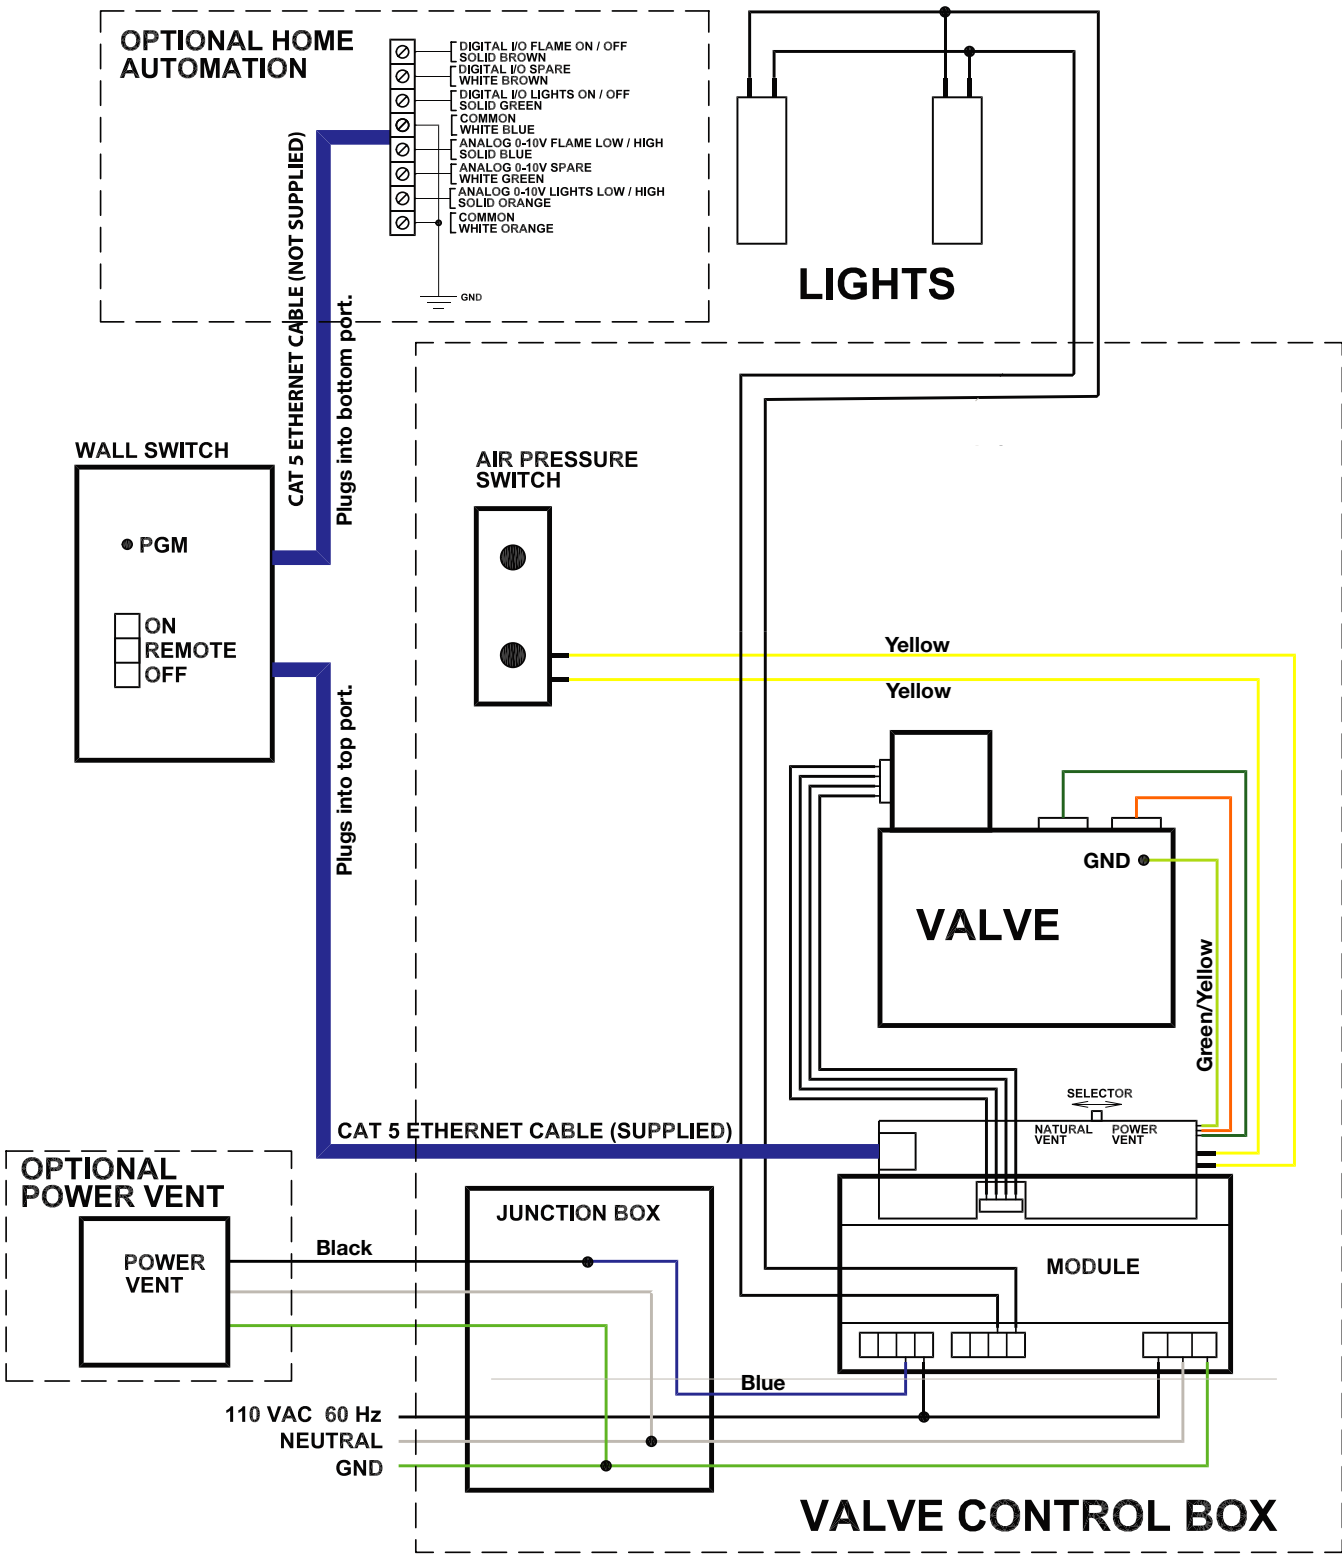 OPTIONAL HOME
AUTOMATION
DIGITAL I/O FLAME ON / OFF
SOLID BROWN
DIGITAL I/O SPARE
WHITE BROWN
DIGITAL I/O LIGHTS ON / OFF
SOLID GREEN
COMMON
WHITE BLUE
ANALOG 0-10V FLAME LOW / HIGH
SOLID BLUE
ANALOG 0-10V SPARE
WHITE GREEN
ANALOG 0-10V LIGHTS LOW / HIGH
SOLID ORANGE
COMMON
WHITE ORANGE
GND
LIGHTS
CAT 5 ETHERNET CABLE (NOT SUPPLIED)
Plugs into bottom port.
WALL SWITCH
PGM
ON
REMOTE
OFF
AIR PRESSURE
SWITCH
Yellow
Yellow
Plugs into top port.
GND
VALVE
Green/Yellow
SELECTOR
NATURAL
VENT
POWER
VENT
CAT 5 ETHERNET CABLE (SUPPLIED)
OPTIONAL
POWER VENT
POWER
VENT
Black
JUNCTION BOX
MODULE
Blue
110 VAC 60 Hz
NEUTRAL
GND
VALVE CONTROL BOX